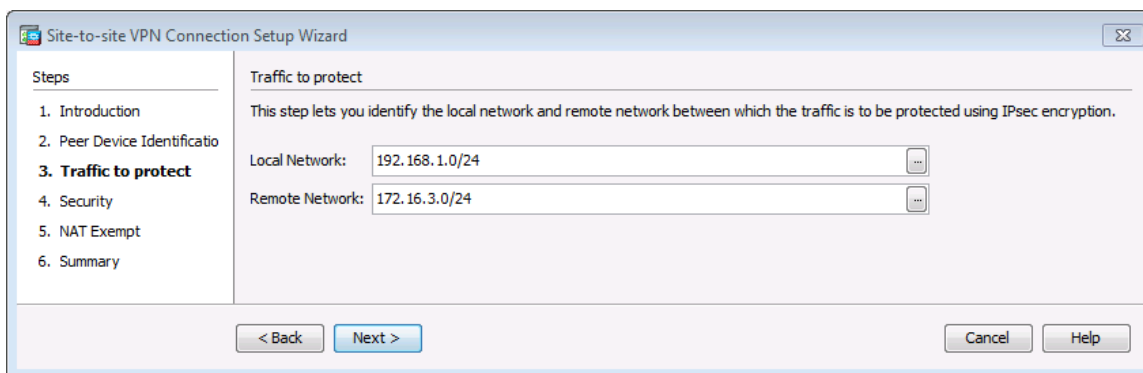 Site-to-site VPN Connection Setup Wizard
Steps
1. Introduction
2. Peer Device Identificatio
3. Traffic to protect
4. Security
5. NAT Exempt
6. Summary
Traffic to protect
This step lets you identify the local network and remote network between which the traffic is to be protected using IPsec encryption.
Local Network: 192.168.1.0/24 ...
Remote Network: 172.16.3.0/24 ...
< Back Next > Cancel Help